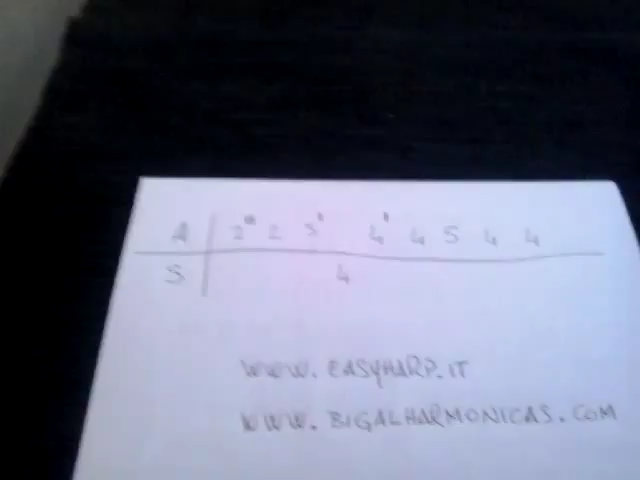 A 2" 2 3' 4' 4 5 4 4
S 4
WWW. EASYHARP.IT
WWW. BIGALHARMONICAS. COM